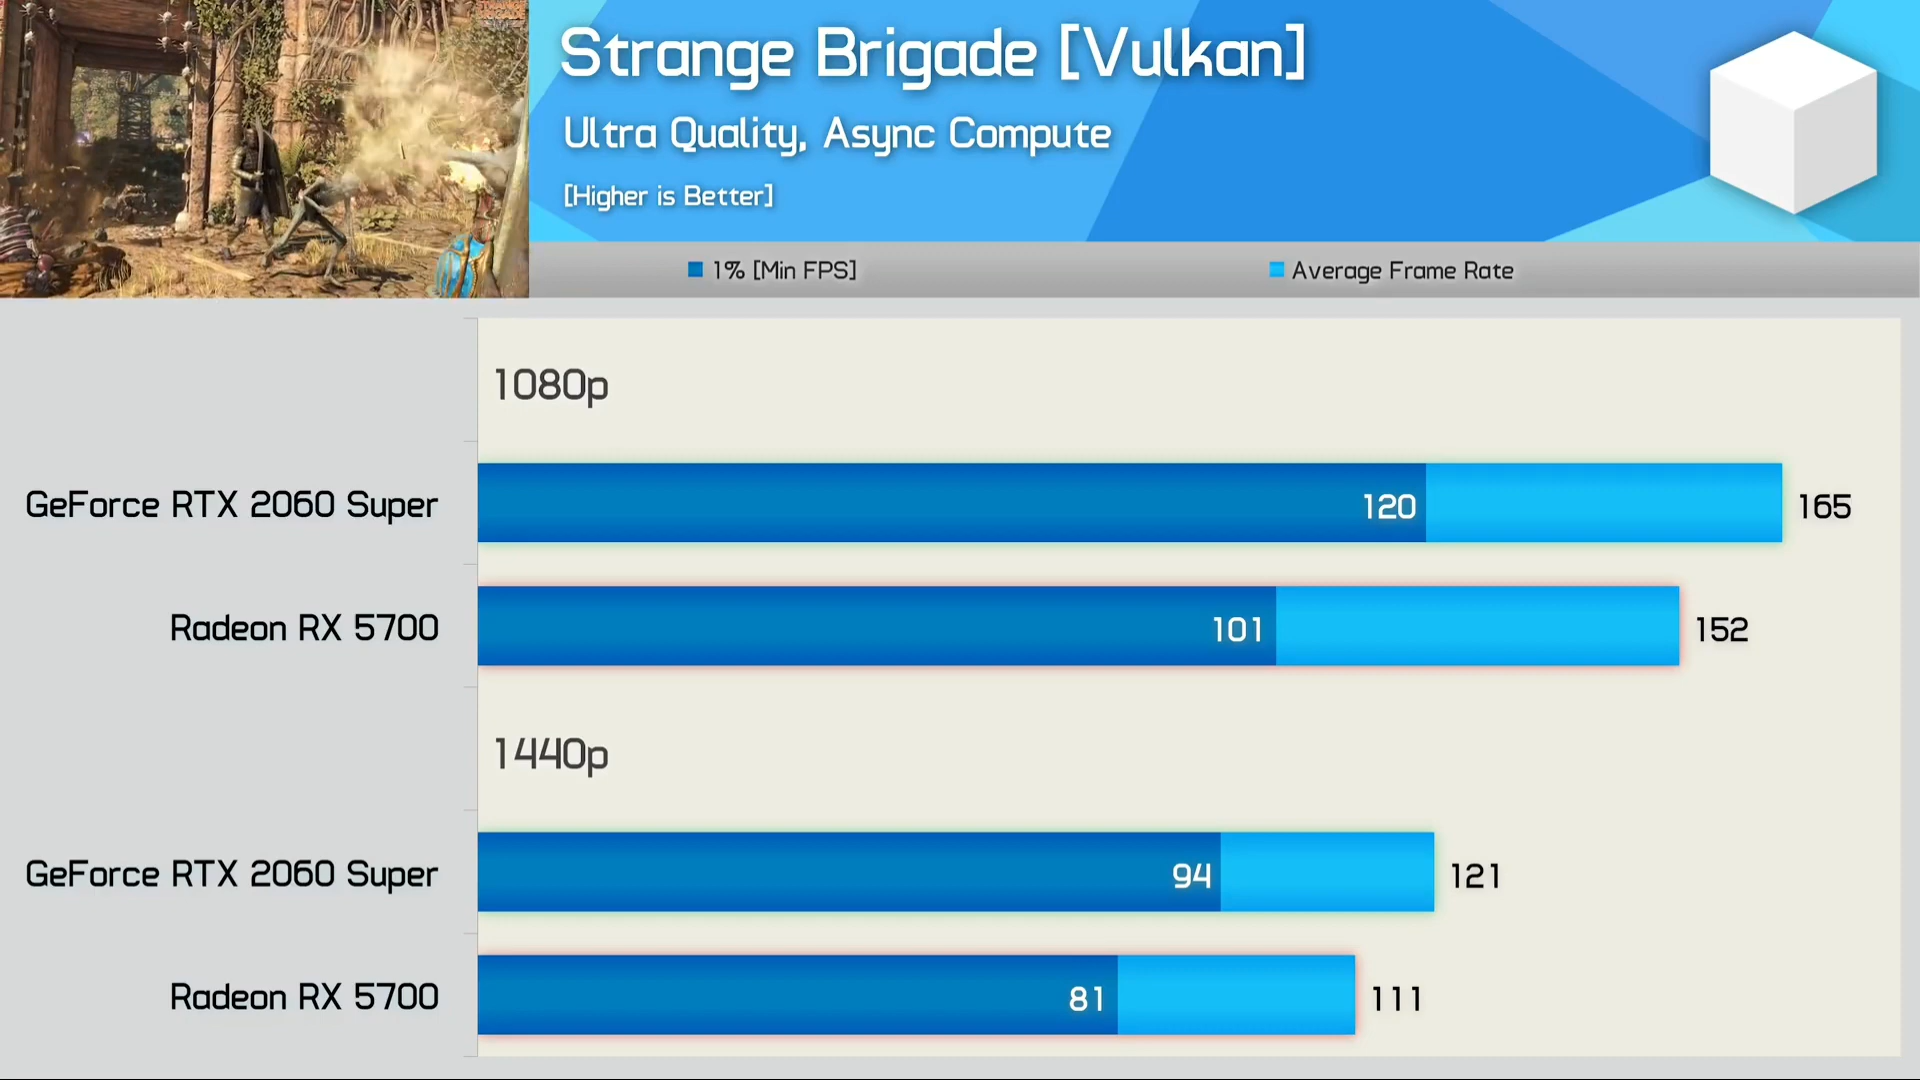 Strange Brigade [Vulkan]
Ultra Quality, Async Compute
[Higher is Better]
1% [Min FPS]
Average Frame Rate
1080p
GeForce RTX 2060 Super
120
165
Radeon RX 5700
101
152
1440p
GeForce RTX 2060 Super
94
121
Radeon RX 5700
81
111